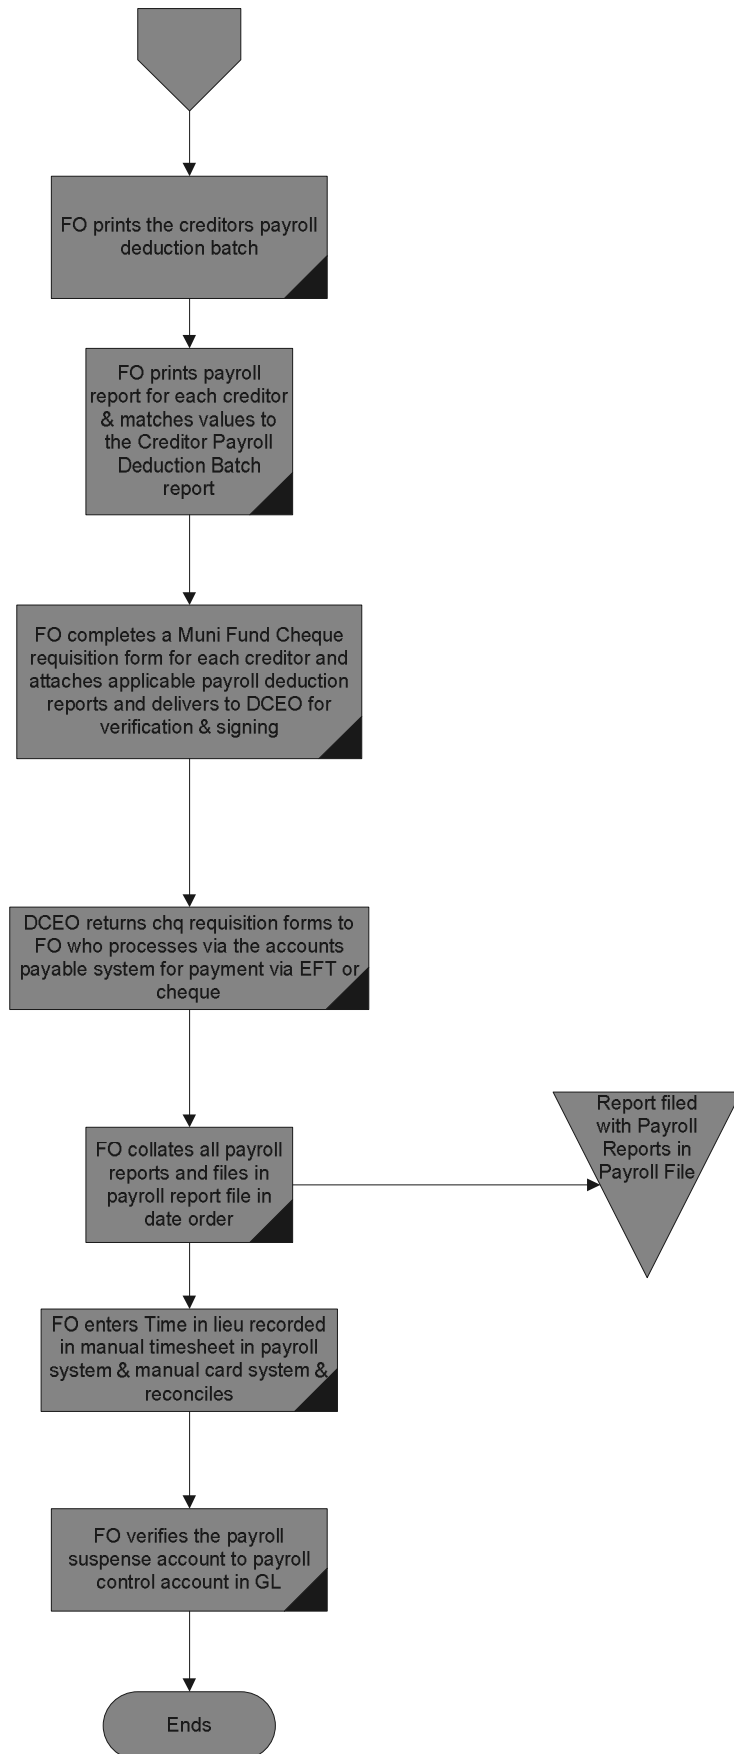 FO prints the creditors payroll
deduction batch
FO prints payroll
report for each creditor
& matches values to
the Creditor Payroll
Deduction Batch
report
FO completes a Muni Fund Cheque
requisition form for each creditor and
attaches applicable payroll deduction
reports and delivers to DCEO for
verification & signing
DCEO returns chq requisition forms to
FO who processes via the accounts
payable system for payment via EFT or
cheque
FO collates all payroll
reports and files in
payroll report file in
date order
Report filed
with Payroll
Reports in
Payroll File
FO enters Time in lieu recorded
in manual timesheet in payroll
system & manual card system &
reconciles
FO verifies the payroll
suspense account to payroll
control account in GL
Ends